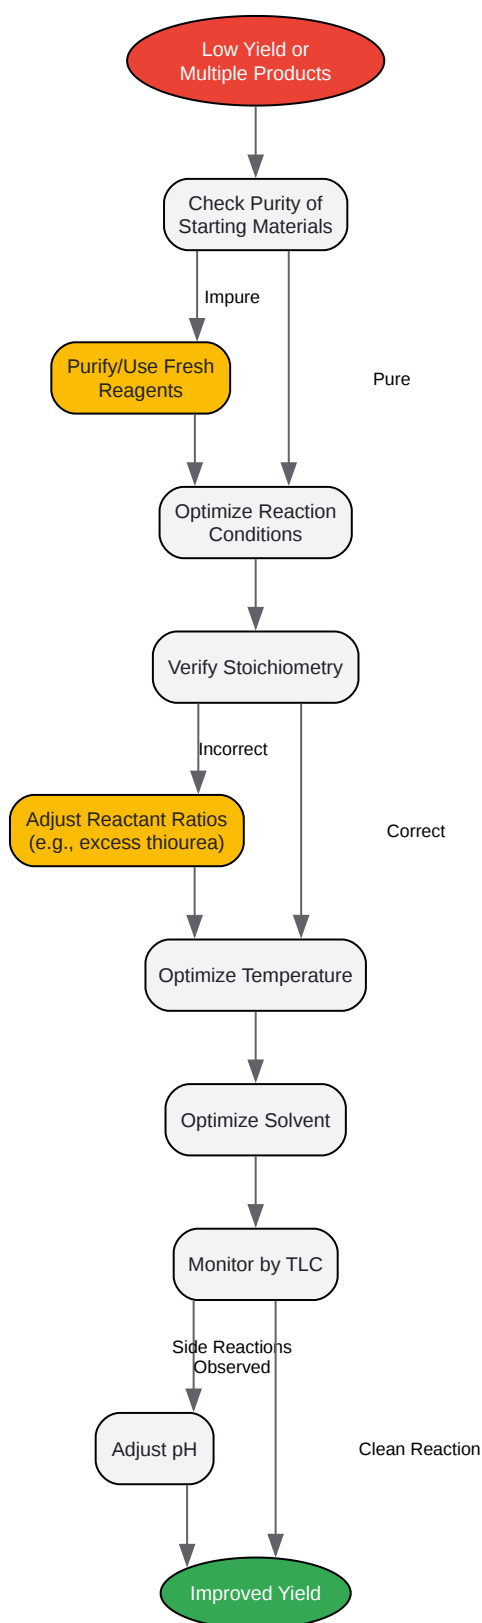 Low Yield or
Multiple Products
Check Purity of
Starting Materials
Impure
Purify/Use Fresh
Reagents
Pure
Optimize Reaction
Conditions
Verify Stoichiometry
Incorrect
Adjust Reactant Ratios
(e.g., excess thiourea)
Correct
Optimize Temperature
Optimize Solvent
Monitor by TLC
Side Reactions
Observed
Adjust pH
Clean Reaction
Improved Yield